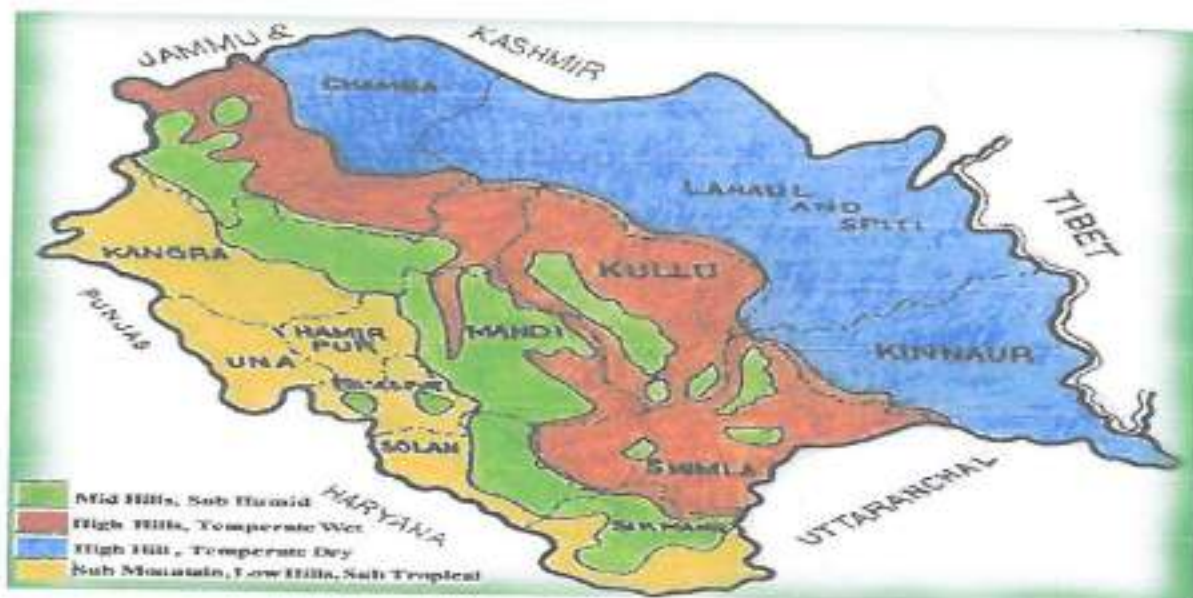 JAMMU &
KASHMIR
CHAMBA
LAHAUL
AND
SPITI
TIBET
KANGRA
KULLU
PUNJAB
HAMIR
PUR
MANDI
UNA
KINNAUR
SOLAN
SHIMLA
HARYANA
UTTARANCHAL
Mid Hills, Sub Humid
High Hills, Temperate Wet
High Hill, Temperate Dry
Sub Mountain, Low Hills, Sub Tropical